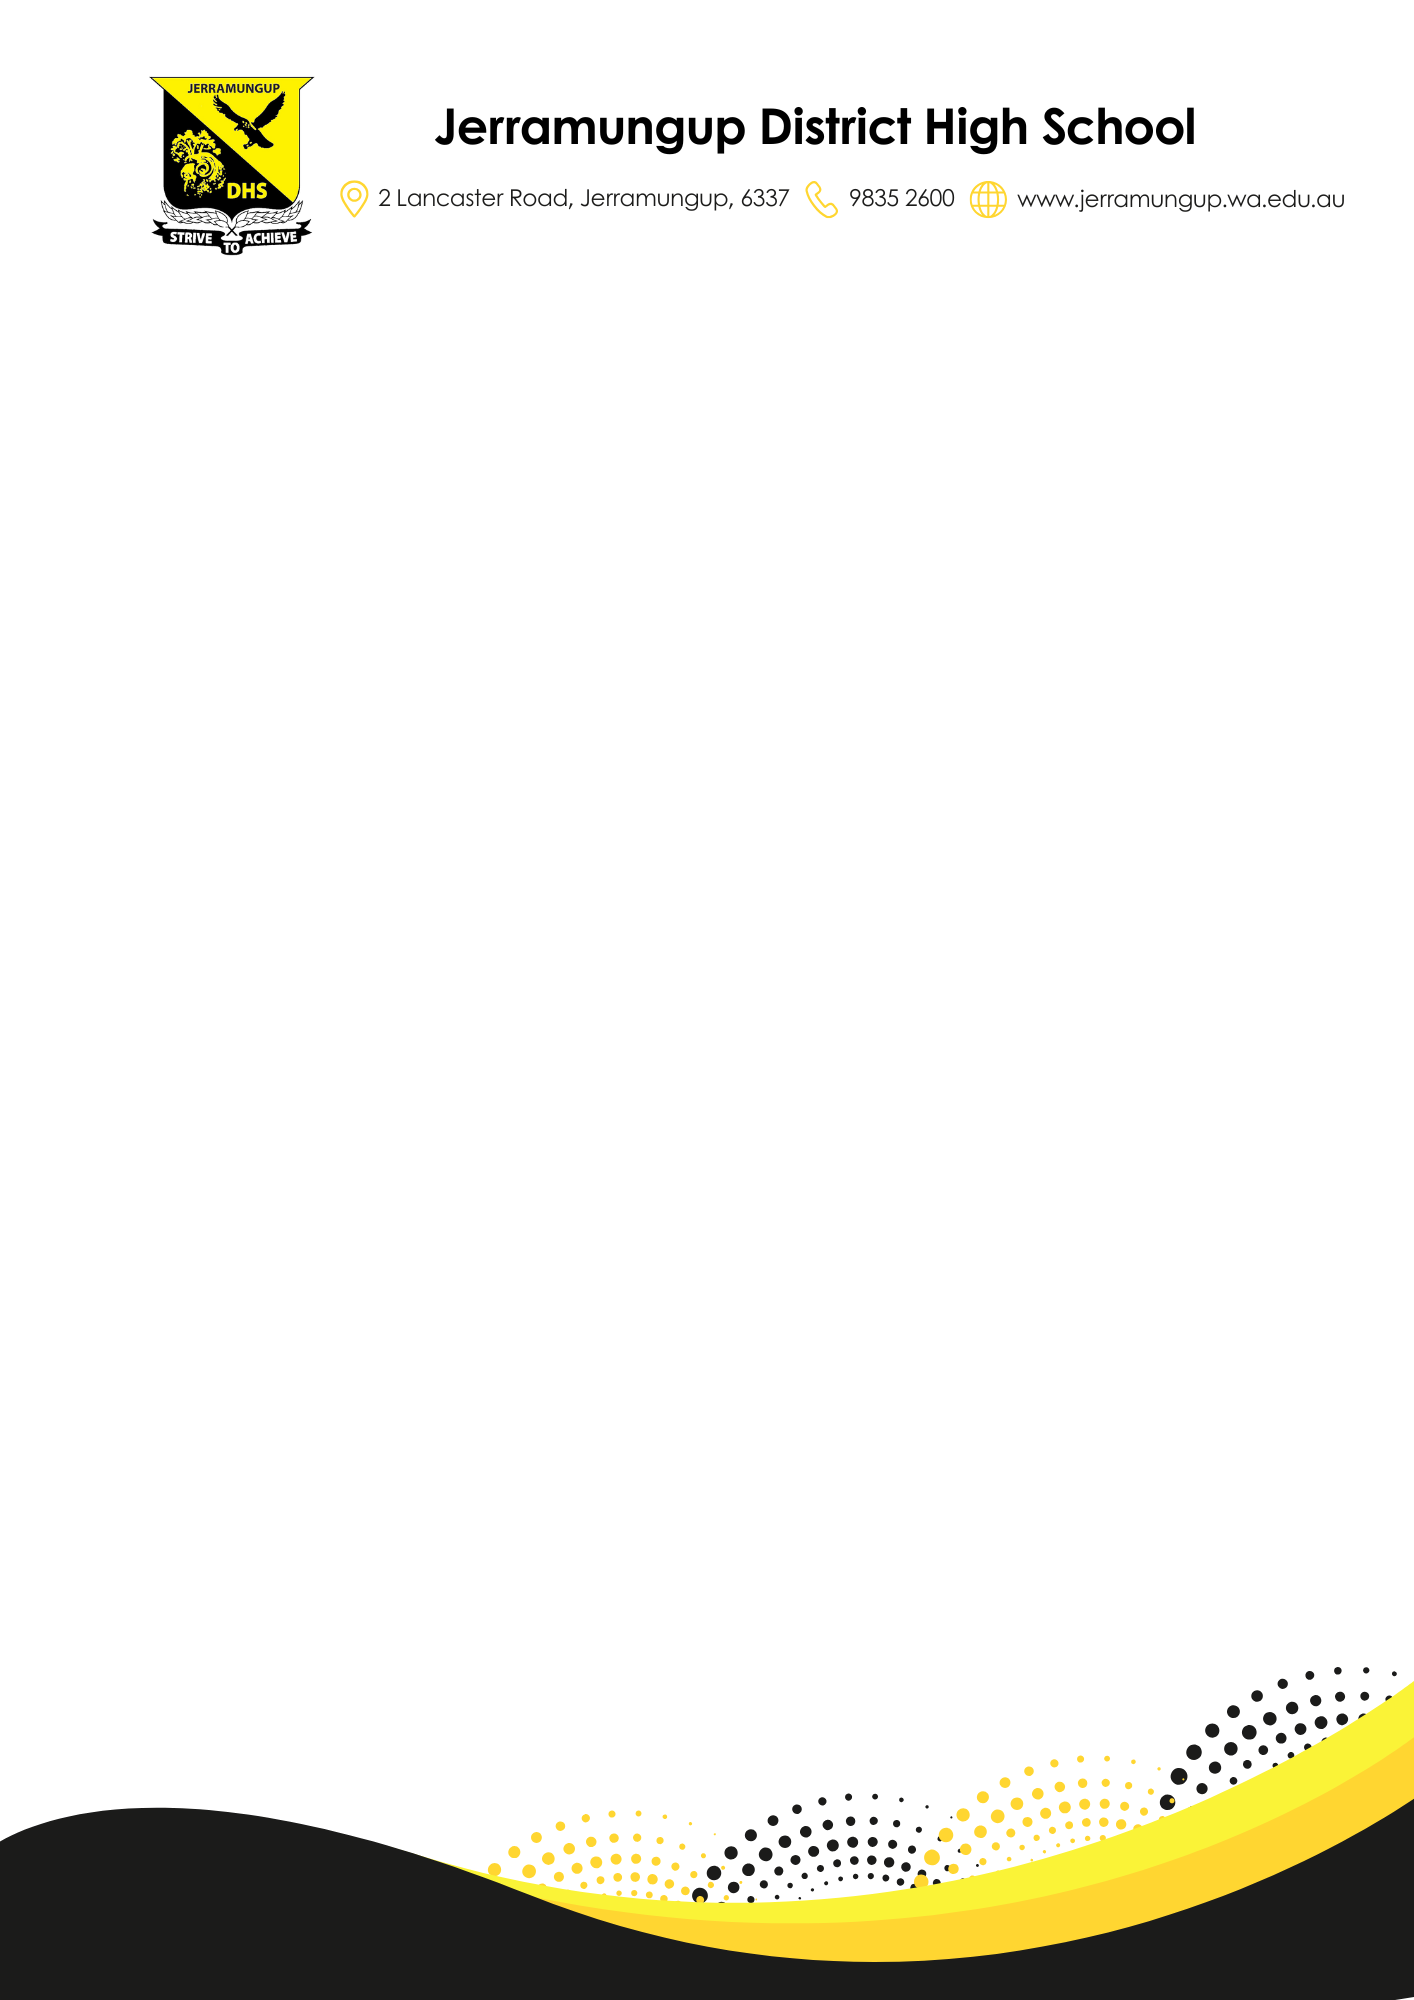 JERRAMUNGUP
DHS
STRIVE TO ACHIEVE
Jerramungup District High School
2 Lancaster Road, Jerramungup, 6337 9835 2600 www.jerramungup.wa.edu.au